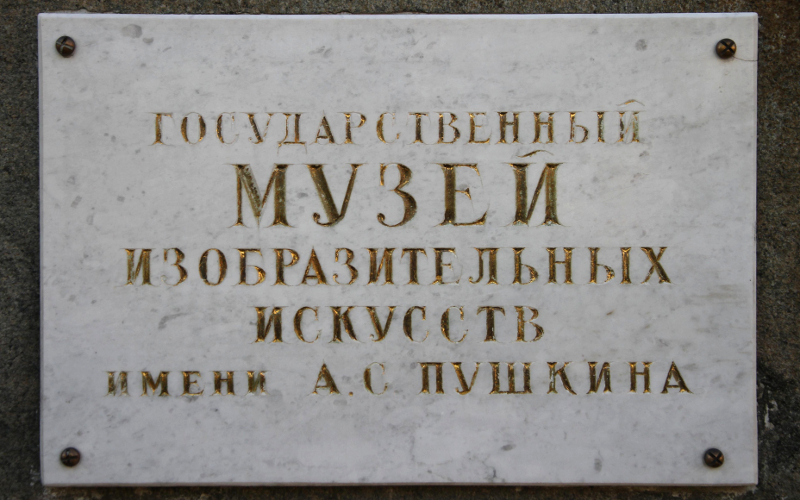 ГОСУДАРСТВЕННЫЙ
МУЗЕЙ
ИЗОБРАЗИТЕЛЬНЫХ
ИСКУССТВ
ИМЕНИ А.С ПУШКИНА